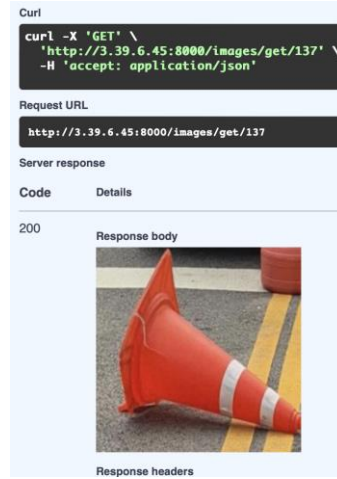 Curl
curl -X 'GET' \
'http://3.39.6.45:8000/images/get/137' \
-H 'accept: application/json'
Request URL
http://3.39.6.45:8000/images/get/137
Server response
Code Details
200
Response body
Response headers